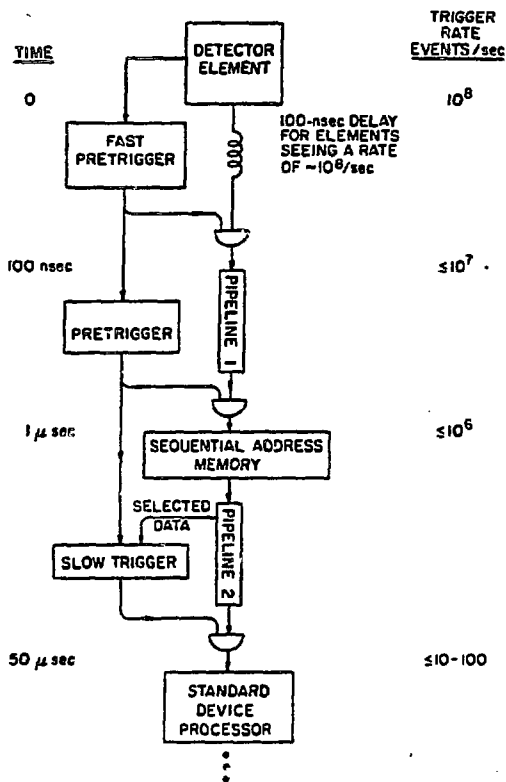 TIME
0
DETECTOR
ELEMENT
TRIGGER
RATE
EVENTS/sec
10⁸
100-nsec DELAY
FOR ELEMENTS
SEEING A RATE
OF ~10⁸/sec
FAST
PRETRIGGER
100 nsec
≤10⁷
PIPELINE 1
PRETRIGGER
1 μ sec
≤10⁶
SEQUENTIAL ADDRESS
MEMORY
SELECTED
DATA
PIPELINE 2
SLOW TRIGGER
50 μ sec
≤10-100
STANDARD
DEVICE
PROCESSOR